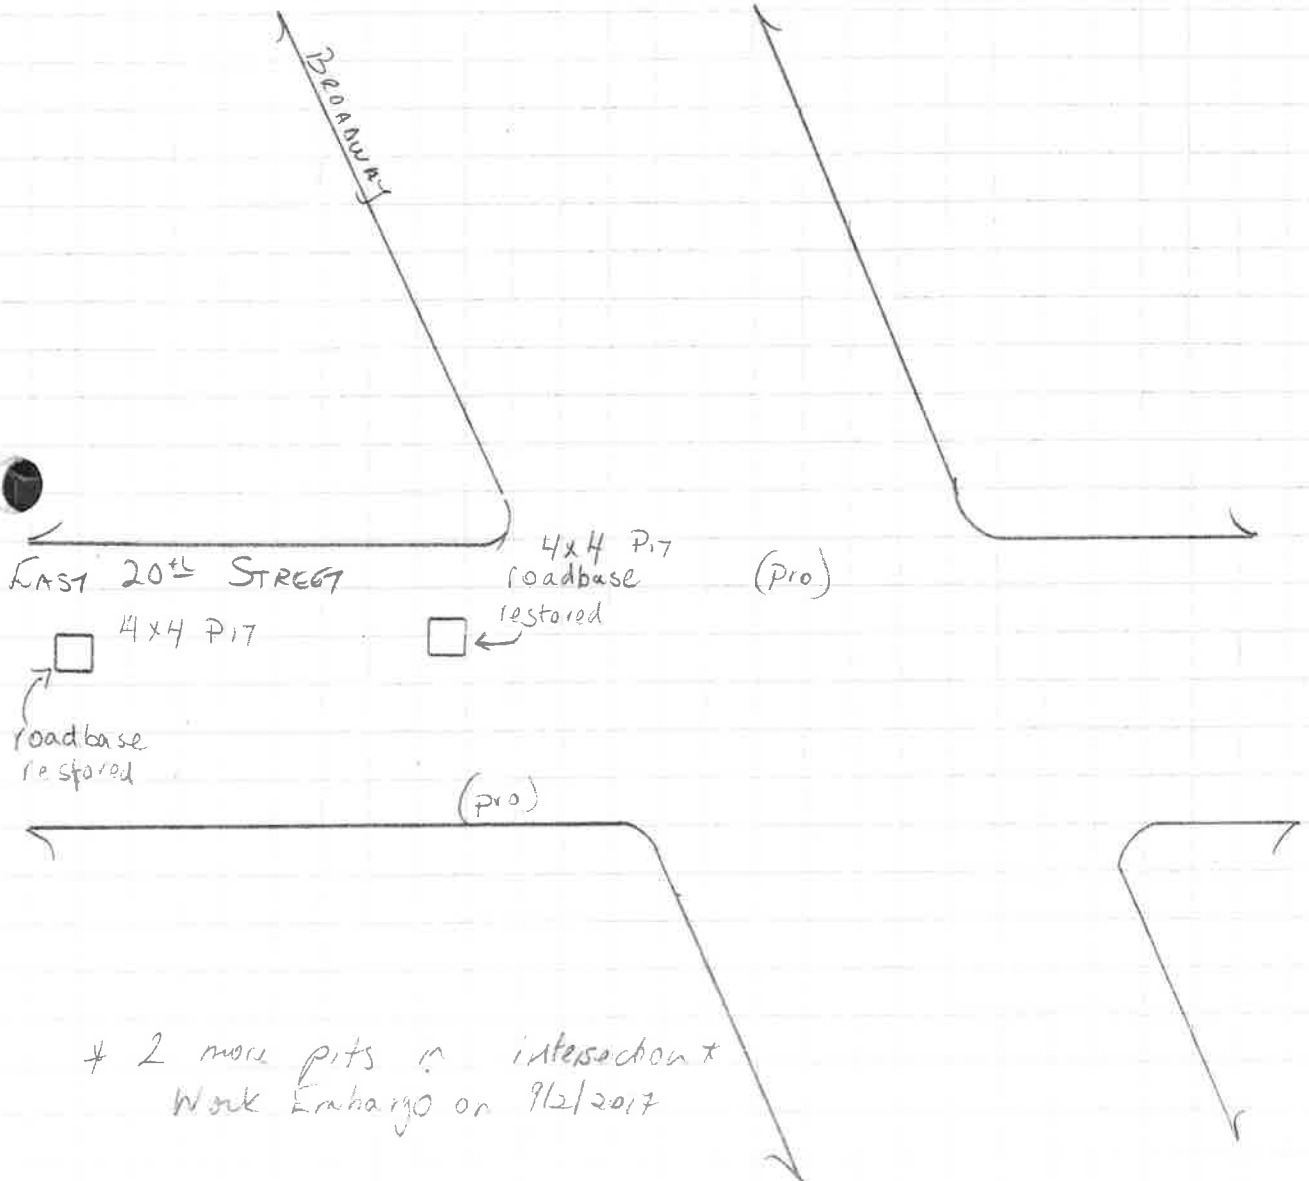 BROADWAY
4x4 PIT
roadbase
restored
(pro)
EAST 20th STREET
4x4 PIT
roadbase
restored
(pro)
* 2 more pits in intersection *
Work Embargo on 9/2/2017